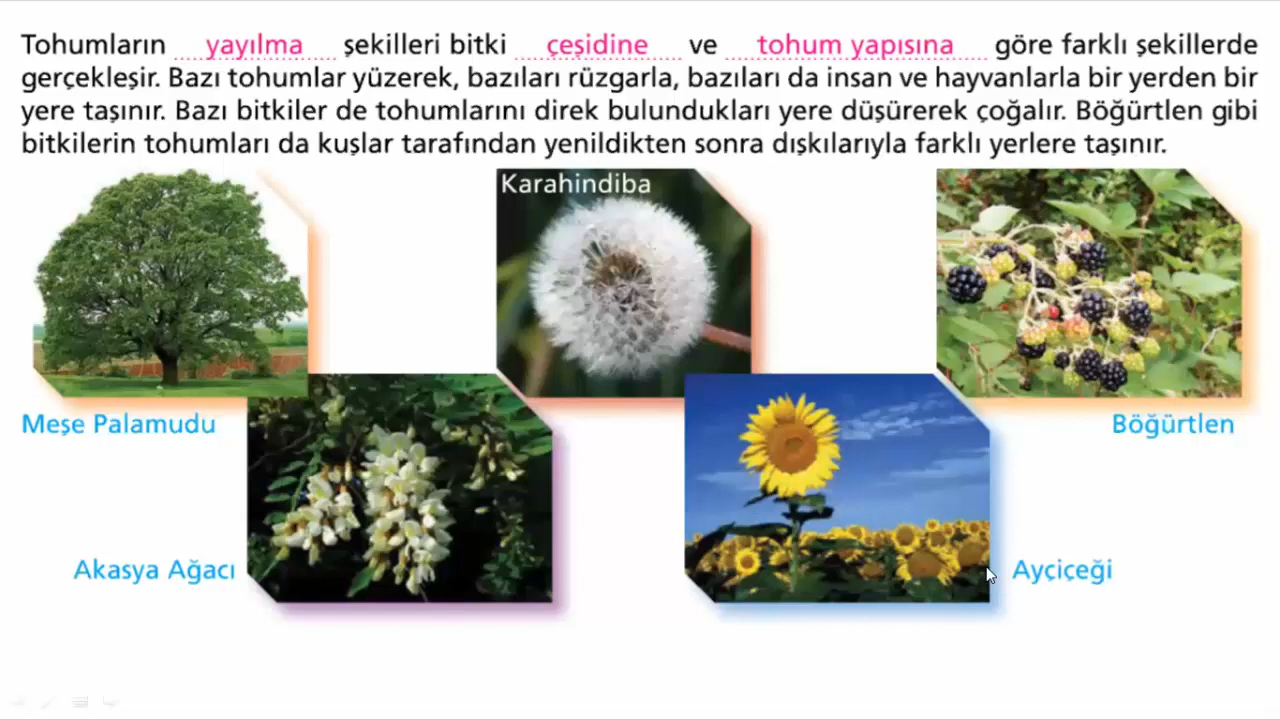 Tohumların yayılma şekilleri bitki çeşidine ve tohum yapısına göre farklı şekillerde
gerçekleşir. Bazı tohumlar yüzerek, bazıları rüzgarla, bazıları da insan ve hayvanlarla bir yerden bir
yere taşınır. Bazı bitkiler de tohumlarını direk bulundukları yere düşürerek çoğalır. Böğürtlen gibi
bitkilerin tohumları da kuşlar tarafından yenildikten sonra dışkılarıyla farklı yerlere taşınır.
Karahindiba
Meşe Palamudu
Böğürtlen
Akasya Ağacı
Ayçiçeği